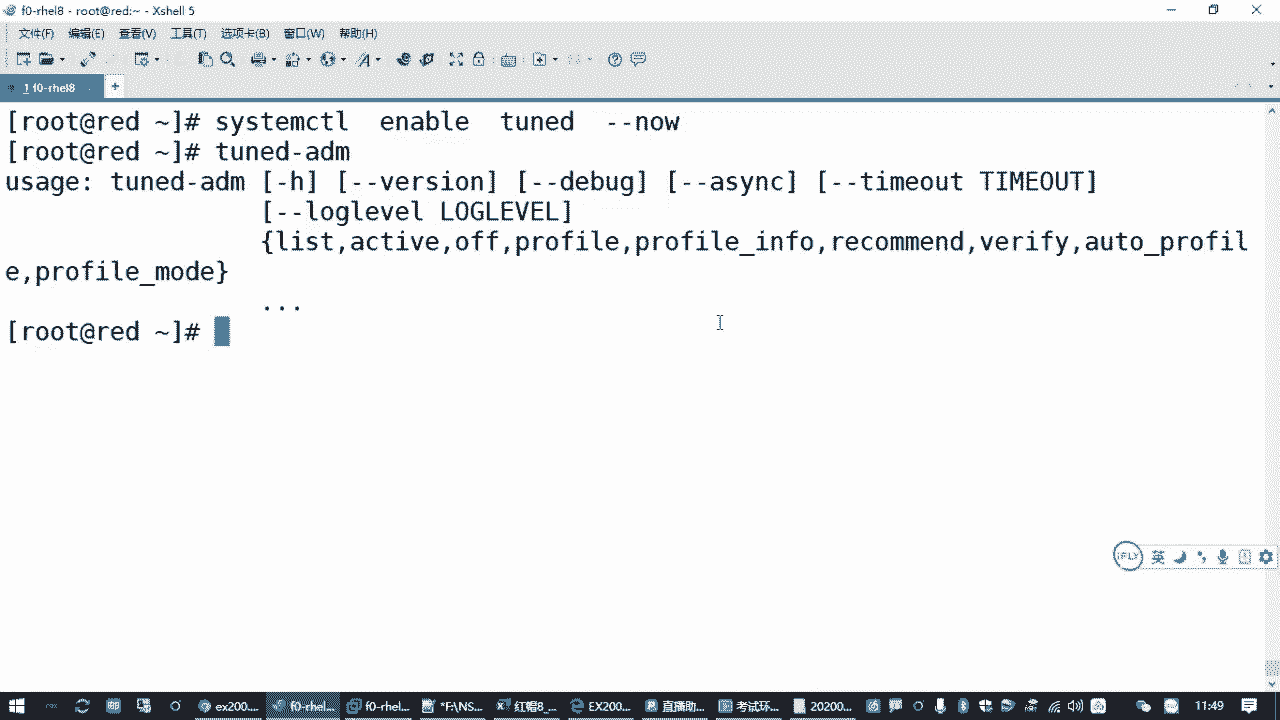 f0-rhel8 - root@red:~ - Xshell 5
文件(F) 编辑(E) 查看(V) 工具(T) 选项卡(B) 窗口(W) 帮助(H)
1 f0-rhel8
[root@red ~]# systemctl enable tuned --now
[root@red ~]# tuned-adm
usage: tuned-adm [-h] [--version] [--debug] [--async] [--timeout TIMEOUT]
[--loglevel LOGLEVEL]
{list,active,off,profile,profile_info,recommend,verify,auto_profil
e,profile_mode}
...
[root@red ~]#
iFLY 英
ex200... f0-rhel... f0-rhel... *F:\NS... 红帽8_... EX200... 直播助... 考试环... 20200... 11:49